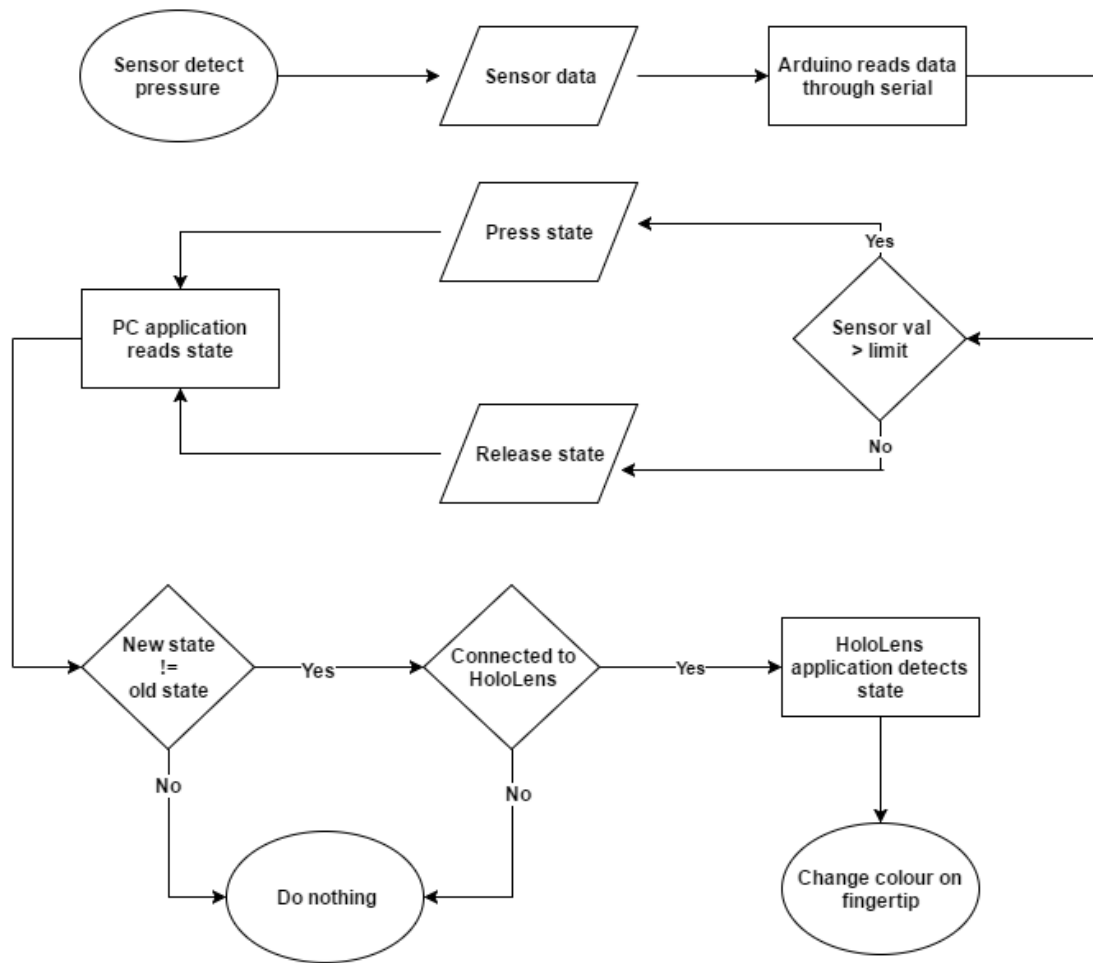 Sensor detect
pressure
Sensor data
Arduino reads data
through serial
Press state
Yes
PC application
reads state
Sensor val
> limit
Release state
No
New state
!=
old state
Yes
Connected to
HoloLens
Yes
HoloLens
application detects
state
No
No
Do nothing
Change colour on
fingertip